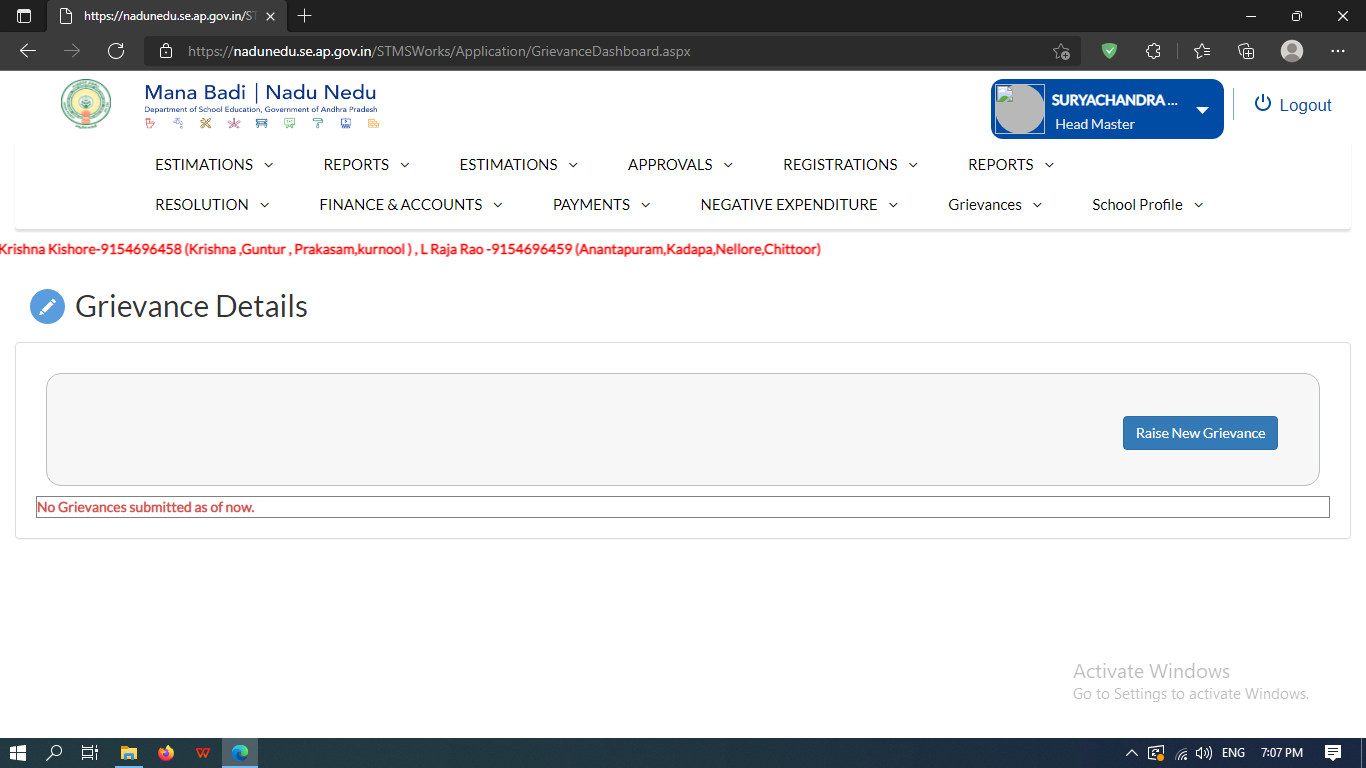 https://nadunedu.se.ap.gov.in/ST
https://nadunedu.se.ap.gov.in/STMSWorks/Application/GrievanceDashboard.aspx
Mana Badi | Nadu Nedu
Department of School Education, Government of Andhra Pradesh
SURYACHANDRA ...
Head Master
Logout
ESTIMATIONS REPORTS ESTIMATIONS APPROVALS REGISTRATIONS REPORTS
RESOLUTION FINANCE & ACCOUNTS PAYMENTS NEGATIVE EXPENDITURE Grievances School Profile
Krishna Kishore-9154696458 (Krishna ,Guntur , Prakasam,kurnool ) , L Raja Rao -9154696459 (Anantapuram,Kadapa,Nellore,Chittoor)
Grievance Details
Raise New Grievance
No Grievances submitted as of now.
Activate Windows
Go to Settings to activate Windows.
ENG 7:07 PM